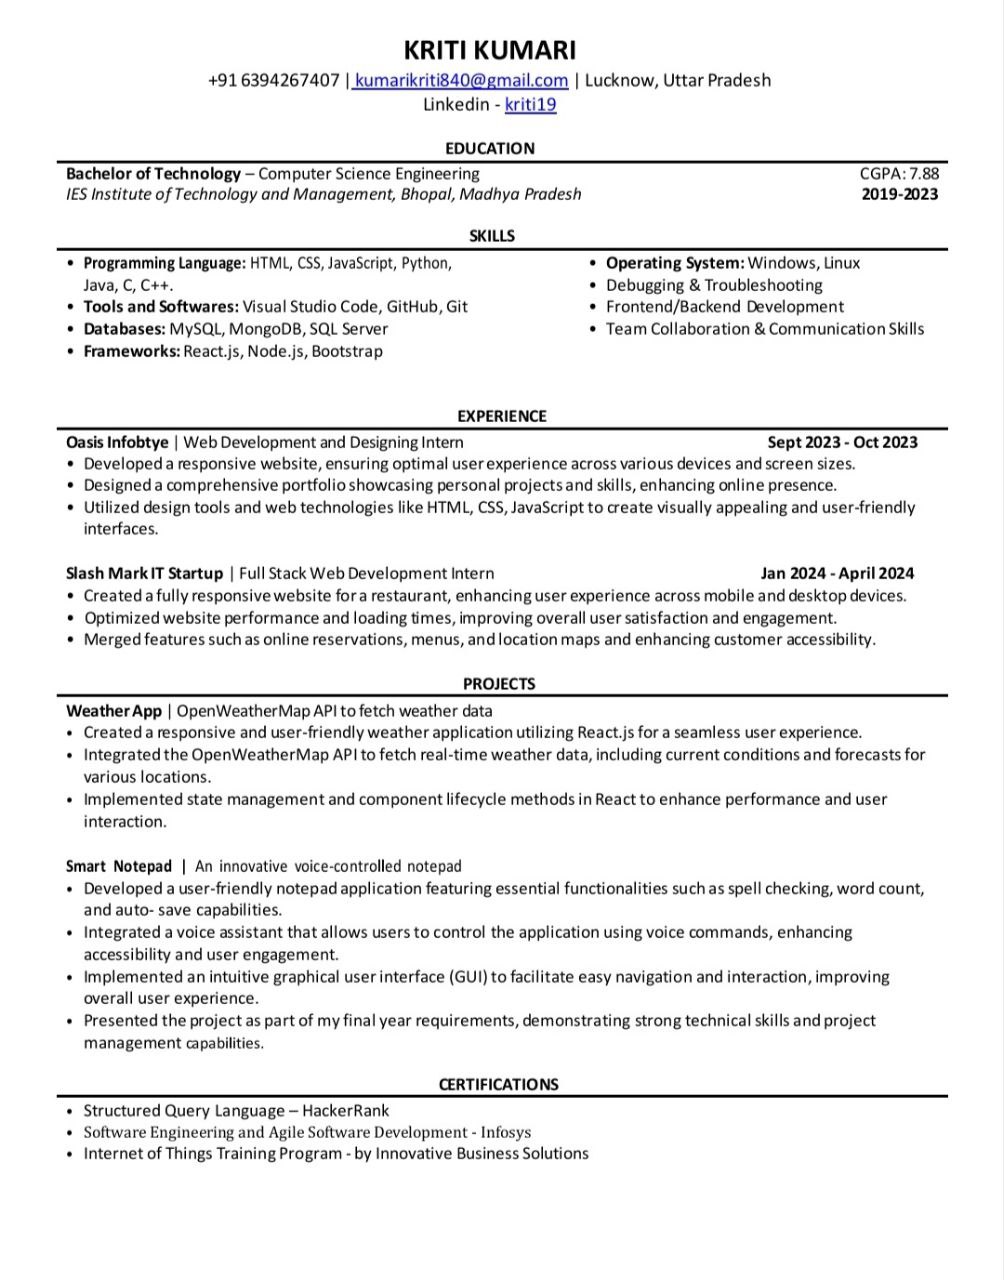 KRITI KUMARI
+91 6394267407 | kumarikriti840@gmail.com | Lucknow, Uttar Pradesh
Linkedin - kriti19
EDUCATION
Bachelor of Technology – Computer Science Engineering CGPA: 7.88
IES Institute of Technology and Management, Bhopal, Madhya Pradesh 2019-2023
SKILLS
• Programming Language: HTML, CSS, JavaScript, Python,
Java, C, C++.
• Tools and Softwares: Visual Studio Code, GitHub, Git
• Databases: MySQL, MongoDB, SQL Server
• Frameworks: React.js, Node.js, Bootstrap
• Operating System: Windows, Linux
• Debugging & Troubleshooting
• Frontend/Backend Development
• Team Collaboration & Communication Skills
EXPERIENCE
Oasis Infobtye | Web Development and Designing Intern Sept 2023 - Oct 2023
• Developed a responsive website, ensuring optimal user experience across various devices and screen sizes.
• Designed a comprehensive portfolio showcasing personal projects and skills, enhancing online presence.
• Utilized design tools and web technologies like HTML, CSS, JavaScript to create visually appealing and user-friendly
interfaces.
Slash Mark IT Startup | Full Stack Web Development Intern Jan 2024 - April 2024
• Created a fully responsive website for a restaurant, enhancing user experience across mobile and desktop devices.
• Optimized website performance and loading times, improving overall user satisfaction and engagement.
• Merged features such as online reservations, menus, and location maps and enhancing customer accessibility.
PROJECTS
Weather App | OpenWeatherMap API to fetch weather data
• Created a responsive and user-friendly weather application utilizing React.js for a seamless user experience.
• Integrated the OpenWeatherMap API to fetch real-time weather data, including current conditions and forecasts for
various locations.
• Implemented state management and component lifecycle methods in React to enhance performance and user
interaction.
Smart Notepad | An innovative voice-controlled notepad
• Developed a user-friendly notepad application featuring essential functionalities such as spell checking, word count,
and auto- save capabilities.
• Integrated a voice assistant that allows users to control the application using voice commands, enhancing
accessibility and user engagement.
• Implemented an intuitive graphical user interface (GUI) to facilitate easy navigation and interaction, improving
overall user experience.
• Presented the project as part of my final year requirements, demonstrating strong technical skills and project
management capabilities.
CERTIFICATIONS
• Structured Query Language – HackerRank
• Software Engineering and Agile Software Development - Infosys
• Internet of Things Training Program - by Innovative Business Solutions